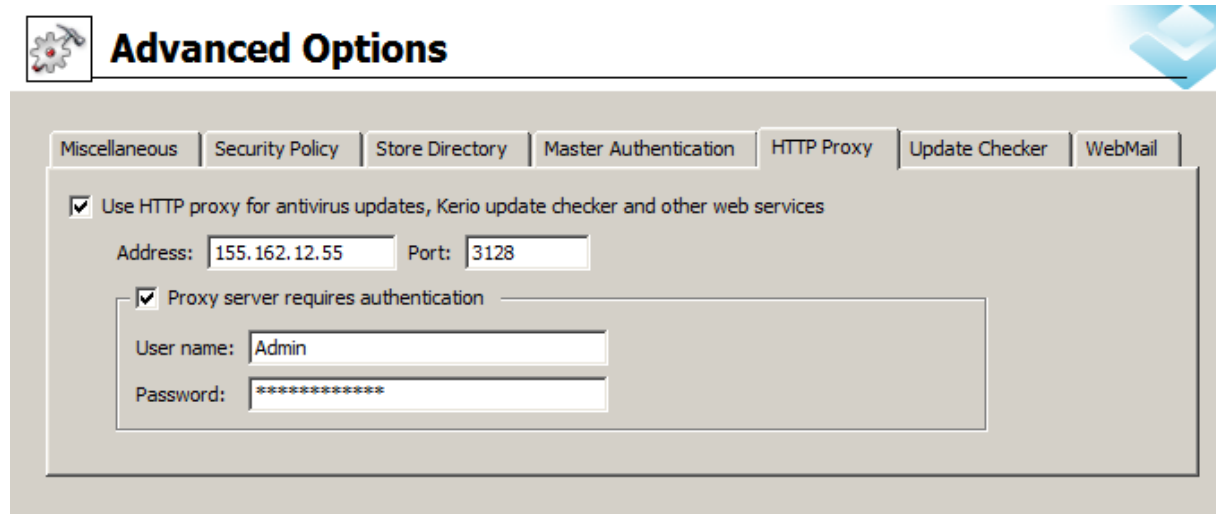 Advanced Options
Miscellaneous Security Policy Store Directory Master Authentication HTTP Proxy Update Checker WebMail
Use HTTP proxy for antivirus updates, Kerio update checker and other web services
Address: 155.162.12.55 Port: 3128
Proxy server requires authentication
User name: Admin
Password: ************